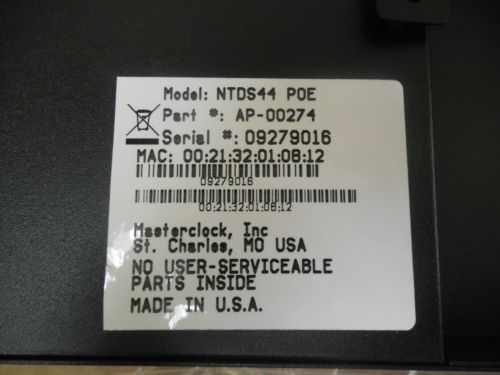 Model: NTDS44 POE
Part #: AP-00274
Serial #: 09279016
MAC: 00:21:32:01:08:12
09279016
00:21:32:01:08:12
Masterclock, Inc
St. Charles, MO USA
NO USER-SERVICEABLE
PARTS INSIDE
MADE IN U.S.A.